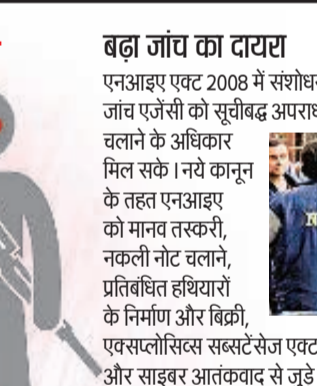 बढ़ा जांच का दायरा
एनआइए एक्ट 2008 में संशोधन
जांच एजेंसी को सूचीबद्ध अपराध
चलाने के अधिकार
मिल सके। नये कानून
के तहत एनआइए
को मानव तस्करी,
नकली नोट चलाने,
प्रतिबंधित हथियारों
के निर्माण और बिक्री,
एक्सप्लोसिव्स सब्सटेंसेज एक्ट
और साइबर आतंकवाद से जुड़े